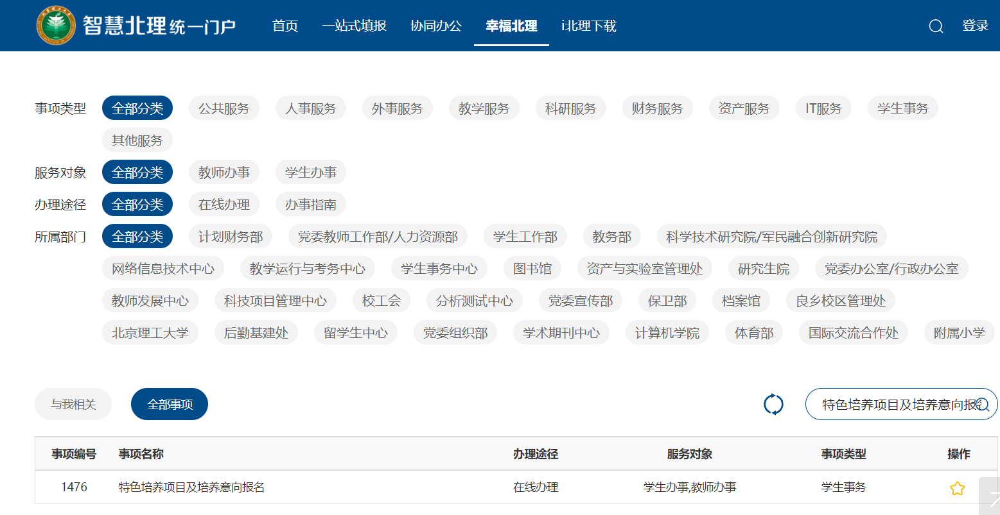 智慧北理统一门户 首页 一站式填报 协同办公 幸福北理 i北理下载 登录
事项类型 全部分类 公共服务 人事服务 外事服务 教学服务 科研服务 财务服务 资产服务 IT服务 学生事务
其他服务
服务对象 全部分类 教师办事 学生办事
办理途径 全部分类 在线办理 办事指南
所属部门 全部分类 计划财务部 党委教师工作部/人力资源部 学生工作部 教务部 科学技术研究院/军民融合创新研究院
网络信息技术中心 教学运行与考务中心 学生事务中心 图书馆 资产与实验室管理处 研究生院 党委办公室/行政办公室
教师发展中心 科技项目管理中心 校工会 分析测试中心 党委宣传部 保卫部 档案馆 良乡校区管理处
北京理工大学 后勤基建处 留学生中心 党委组织部 学术期刊中心 计算机学院 体育部 国际交流合作处 附属小学
与我相关 全部事项 特色培养项目及培养意向报
事项编号 事项名称 办理途径 服务对象 事项类型 操作
1476 特色培养项目及培养意向报名 在线办理 学生办事,教师办事 学生事务